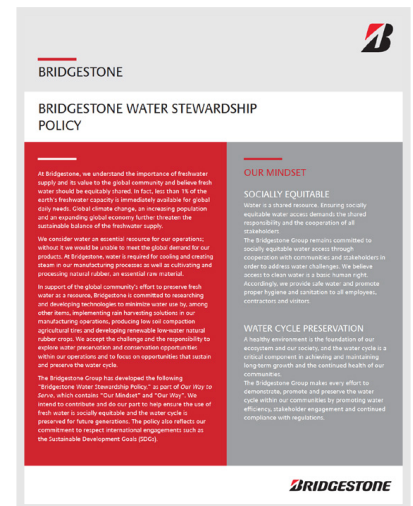 BRIDGESTONE
BRIDGESTONE WATER STEWARDSHIP
POLICY
At Bridgestone, we understand the importance of freshwater
supply and its value to the global community and believe fresh
water should be equitably shared. In fact, less than 1% of the
earth's freshwater capacity is immediately available for global
daily needs. Global climate change, an increasing population
and an expanding global economy further threaten the
sustainable balance of the freshwater supply.
We consider water an essential resource for our operations;
without it we would be unable to meet the global demand for our
products. At Bridgestone, water is required for cooling and creating
steam in our manufacturing processes as well as cultivating and
processing natural rubber, an essential raw material.
In support of the global community's effort to preserve fresh
water as a resource, Bridgestone is committed to researching
and developing technologies to minimize water use by, among
other items, implementing rain harvesting solutions in our
manufacturing operations, producing low soil compaction
agricultural tires and developing renewable low-water natural
rubber crops. We accept the challenge and the responsibility to
explore water preservation and conservation opportunities
within our operations and to focus on opportunities that sustain
and preserve the water cycle.
The Bridgestone Group has developed the following
"Bridgestone Water Stewardship Policy," as part of Our Way to
Serve, which contains "Our Mindset" and "Our Way". We
intend to contribute and do our part to help ensure the use of
fresh water is socially equitable and the water cycle is
preserved for future generations. The policy also reflects our
commitment to respect international engagements such as
the Sustainable Development Goals (SDGs).
OUR MINDSET
SOCIALLY EQUITABLE
Water is a shared resource. Ensuring socially
equitable water access demands the shared
responsibility and the cooperation of all
stakeholders
The Bridgestone Group remains committed to
socially equitable water access through
cooperation with communities and stakeholders in
order to address water challenges. We believe
access to clean water is a basic human right.
Accordingly, we provide safe water and promote
proper hygiene and sanitation to all employees,
contractors and visitors.
WATER CYCLE PRESERVATION
A healthy environment is the foundation of our
ecosystem and our society, and the water cycle is a
critical component in achieving and maintaining
long-term growth and the continued health of our
communities.
The Bridgestone Group makes every effort to
demonstrate, promote and preserve the water
cycle within our communities by promoting water
efficiency, stakeholder engagement and continued
compliance with regulations.
BRIDGESTONE